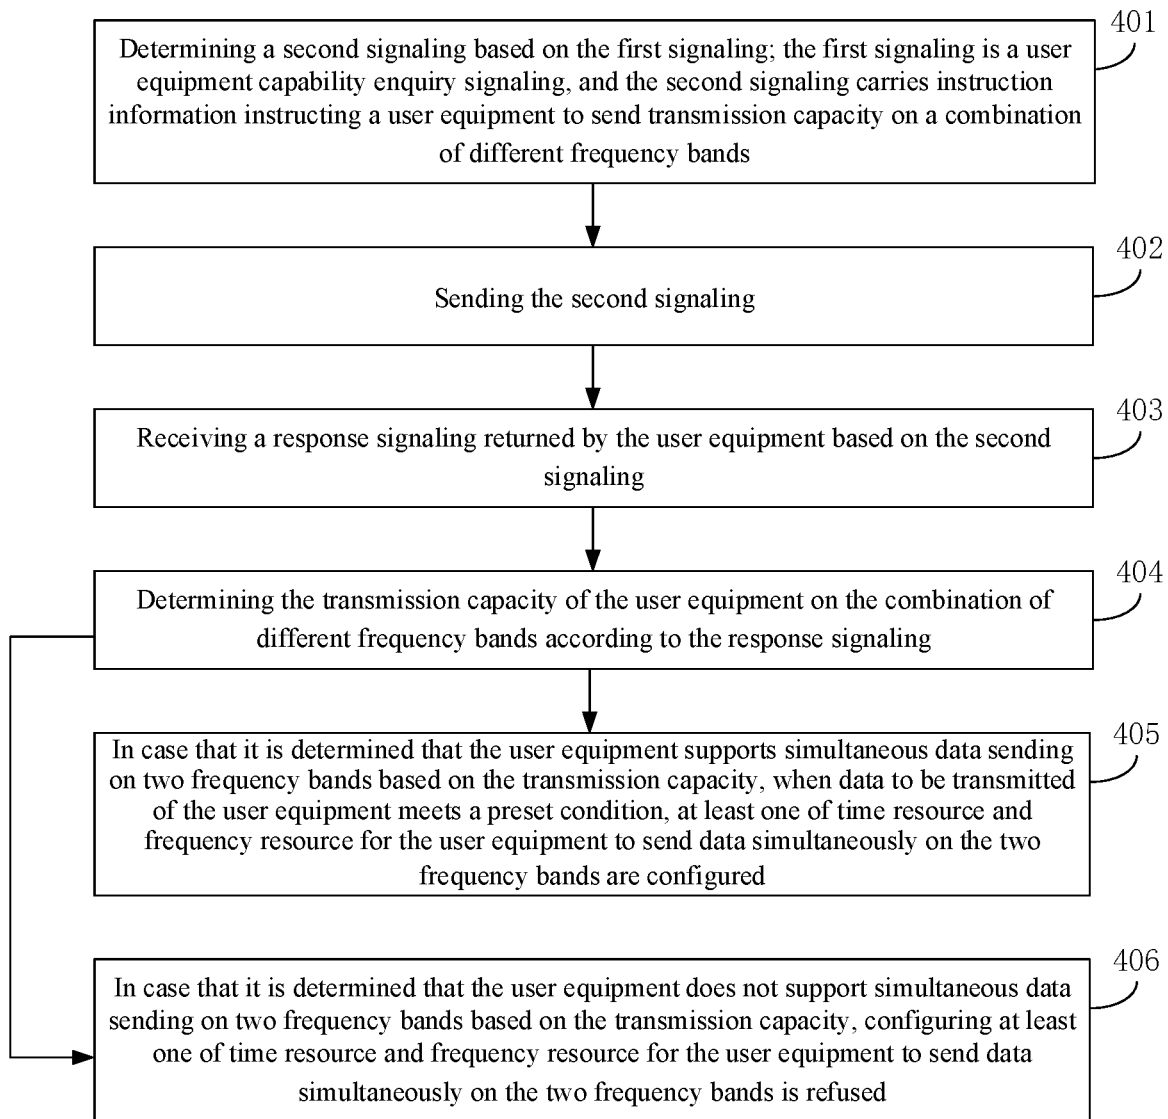 401
Determining a second signaling based on the first signaling; the first signaling is a user
equipment capability enquiry signaling, and the second signaling carries instruction
information instructing a user equipment to send transmission capacity on a combination
of different frequency bands
402
Sending the second signaling
403
Receiving a response signaling returned by the user equipment based on the second
signaling
404
Determining the transmission capacity of the user equipment on the combination of
different frequency bands according to the response signaling
405
In case that it is determined that the user equipment supports simultaneous data sending
on two frequency bands based on the transmission capacity, when data to be transmitted
of the user equipment meets a preset condition, at least one of time resource and
frequency resource for the user equipment to send data simultaneously on the two
frequency bands are configured
406
In case that it is determined that the user equipment does not support simultaneous data
sending on two frequency bands based on the transmission capacity, configuring at least
one of time resource and frequency resource for the user equipment to send data
simultaneously on the two frequency bands is refused